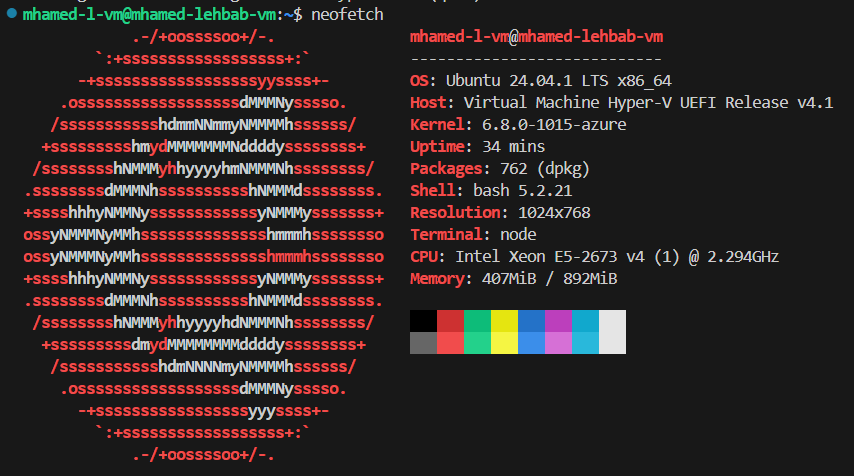 mhamed-l-vm@mhamed-lehbab-vm:~$ neofetch
.-/+oossssoo+/-.
`:+ssssssssssssssssss+:`
-+ssssssssssssssssssyyssss+-
.ossssssssssssssssssdMMMNysssso.
/ssssssssssshdmmNNmmyNMMMMhssssss/
+ssssssssshmydMMMMMMMNddddyssssssss+
/sssssssshNMMMyhhyyyyhmNMMMNhssssssss/
.ssssssssdMMMNhsssssssssshNMMMdssssssss.
+sssshhhyNMMNyssssssssssssyNMMMysssssss+
ossyNMMMNyMMhsssssssssssssshmmmhssssssso
ossyNMMMNyMMhsssssssssssssshmmmhssssssso
+sssshhhyNMMNyssssssssssssyNMMMysssssss+
.ssssssssdMMMNhsssssssssshNMMMdssssssss.
/sssssssshNMMMyhhyyyyhdNMMMNhssssssss/
+sssssssssdmydMMMMMMMMddddyssssssss+
/ssssssssssshdmNNNNmyNMMMMhssssss/
.ossssssssssssssssssdMMMNysssso.
-+sssssssssssssssssyyyssss+-
`:+ssssssssssssssssss+:`
.-/+oossssoo+/-.
mhamed-l-vm@mhamed-lehbab-vm
----------------------------
OS: Ubuntu 24.04.1 LTS x86_64
Host: Virtual Machine Hyper-V UEFI Release v4.1
Kernel: 6.8.0-1015-azure
Uptime: 34 mins
Packages: 762 (dpkg)
Shell: bash 5.2.21
Resolution: 1024x768
Terminal: node
CPU: Intel Xeon E5-2673 v4 (1) @ 2.294GHz
Memory: 407MiB / 892MiB